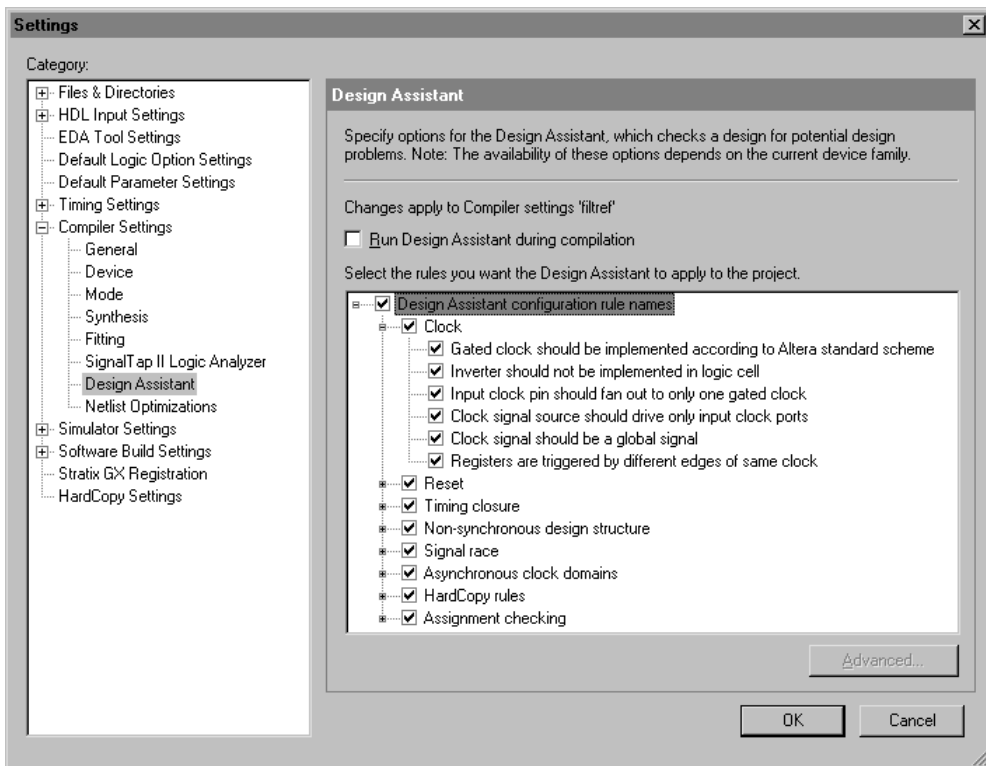 Settings
Category:
Files & Directories
HDL Input Settings
EDA Tool Settings
Default Logic Option Settings
Default Parameter Settings
Timing Settings
Compiler Settings
General
Device
Mode
Synthesis
Fitting
SignalTap II Logic Analyzer
Design Assistant
Netlist Optimizations
Simulator Settings
Software Build Settings
Stratix GX Registration
HardCopy Settings
Design Assistant
Specify options for the Design Assistant, which checks a design for potential design
problems. Note: The availability of these options depends on the current device family.
Changes apply to Compiler settings 'filtref'
Run Design Assistant during compilation
Select the rules you want the Design Assistant to apply to the project.
Design Assistant configuration rule names
Clock
Gated clock should be implemented according to Altera standard scheme
Inverter should not be implemented in logic cell
Input clock pin should fan out to only one gated clock
Clock signal source should drive only input clock ports
Clock signal should be a global signal
Registers are triggered by different edges of same clock
Reset
Timing closure
Non-synchronous design structure
Signal race
Asynchronous clock domains
HardCopy rules
Assignment checking
Advanced...
OK
Cancel